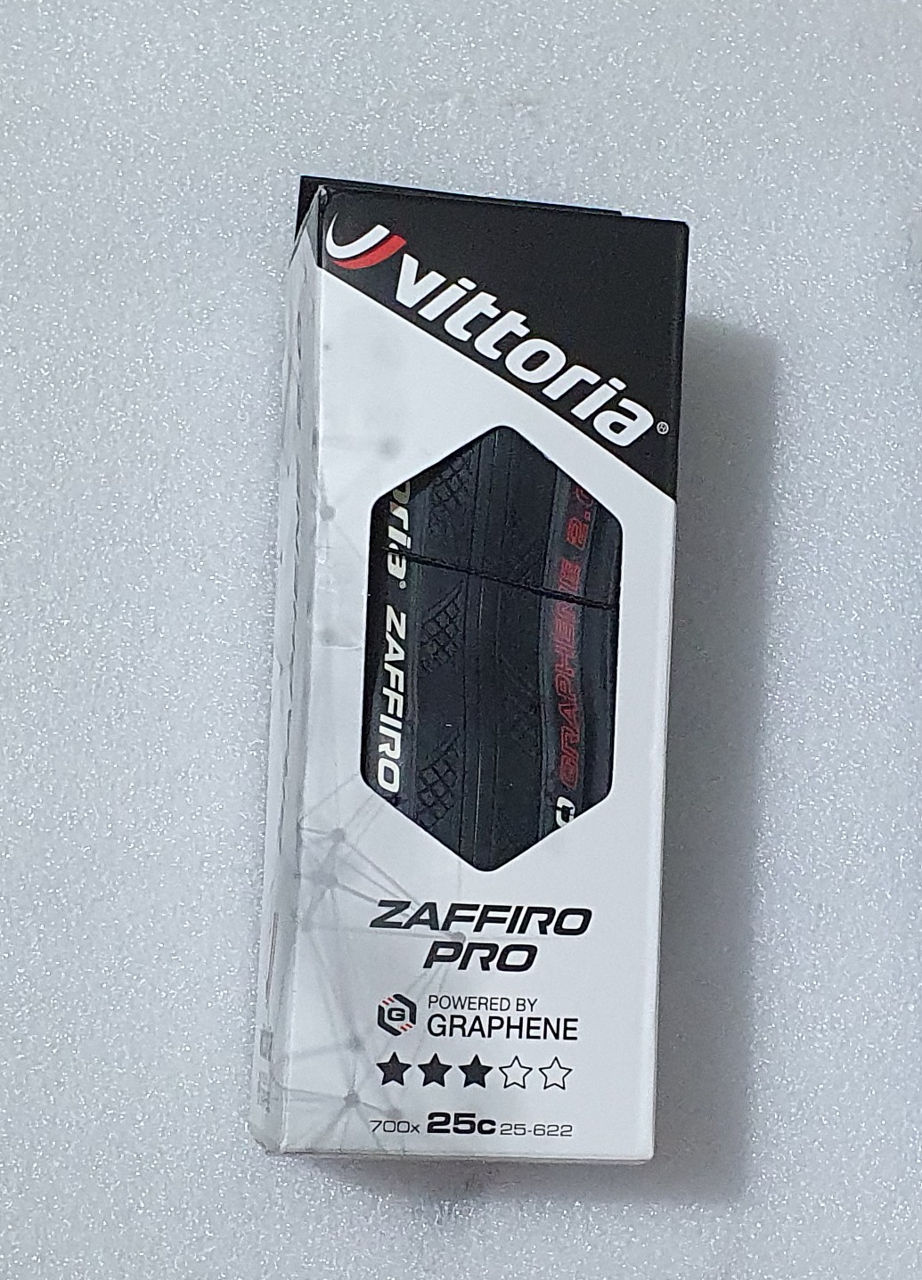 vittoria®
oria® ZAFFIRO
GRAPHENE 2.0
ZAFFIRO
PRO
G
POWERED BY
GRAPHENE
700x 25c 25-622